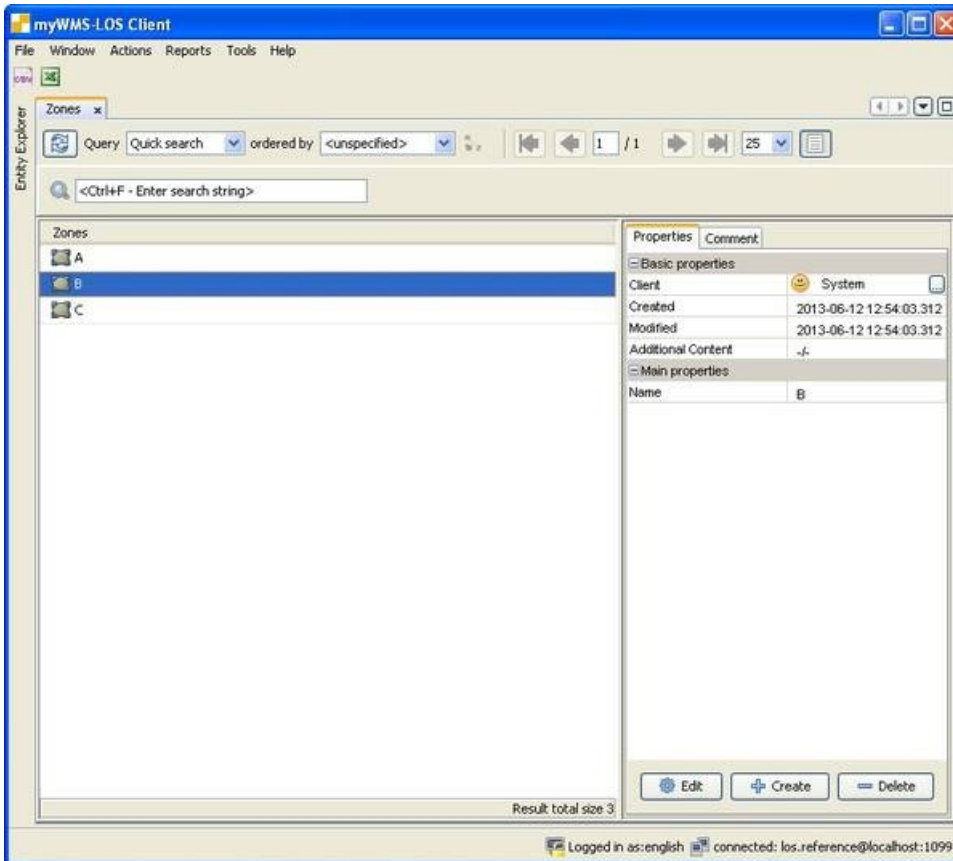 myWMS-LOS Client
File Window Actions Reports Tools Help
csv
Entity Explorer
Zones x
Query Quick search ordered by <unspecified> 1 / 1 25
<Ctrl+F - Enter search string>
Zones
A
B
C
Result total size 3
Properties Comment
Basic properties
Client System ...
Created 2013-06-12 12:54:03.312
Modified 2013-06-12 12:54:03.312
Additional Content -/-
Main properties
Name B
Edit Create Delete
Logged in as:english connected: los.reference@localhost:1099